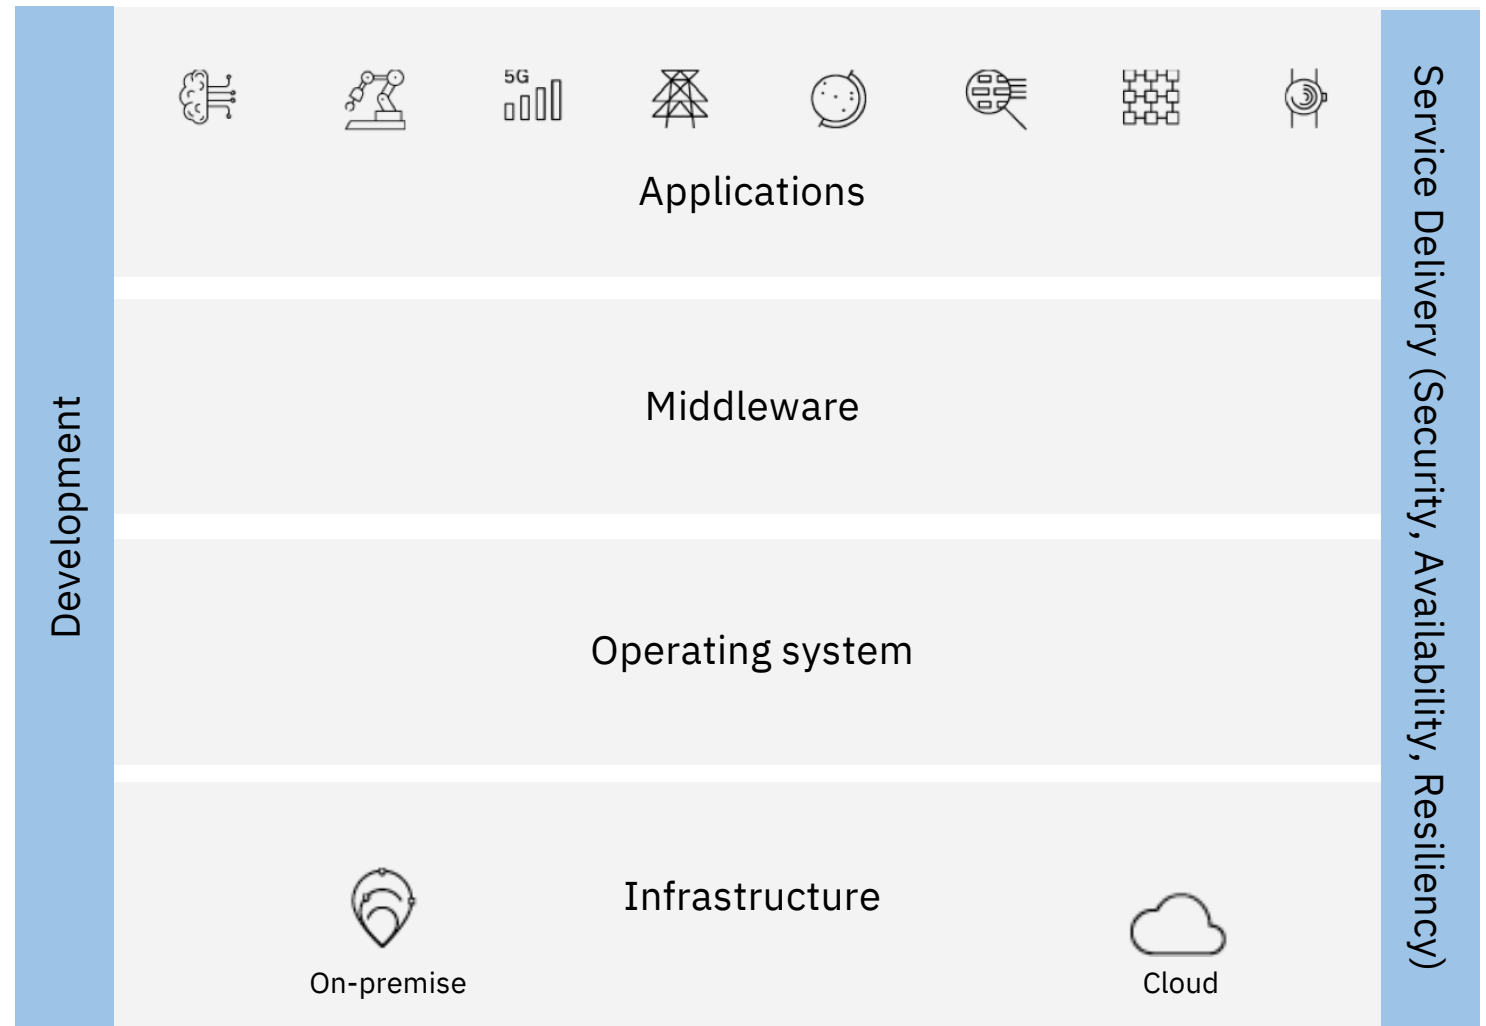 Development
5G
Applications
Middleware
Operating system
Infrastructure
On-premise
Cloud
Service Delivery (Security, Availability, Resiliency)